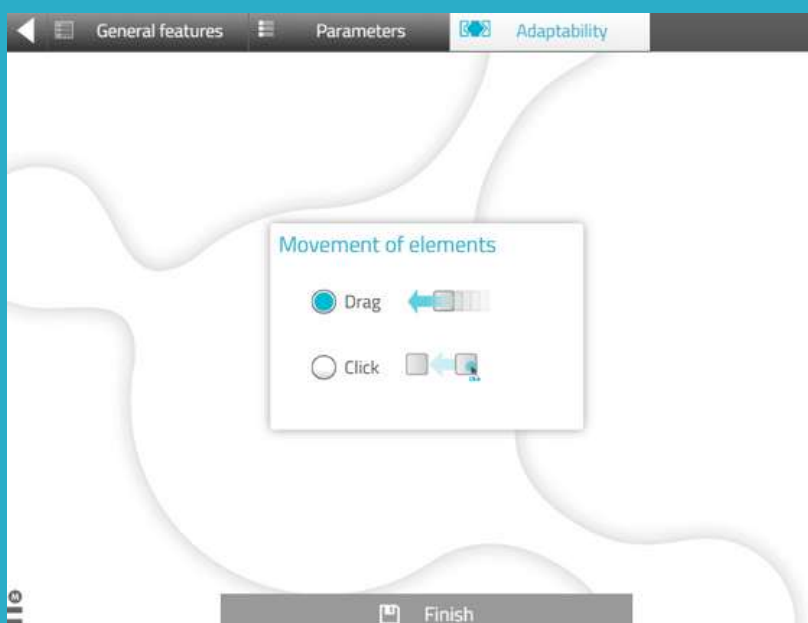 General features Parameters Adaptability
Movement of elements
Drag
Click
Finish